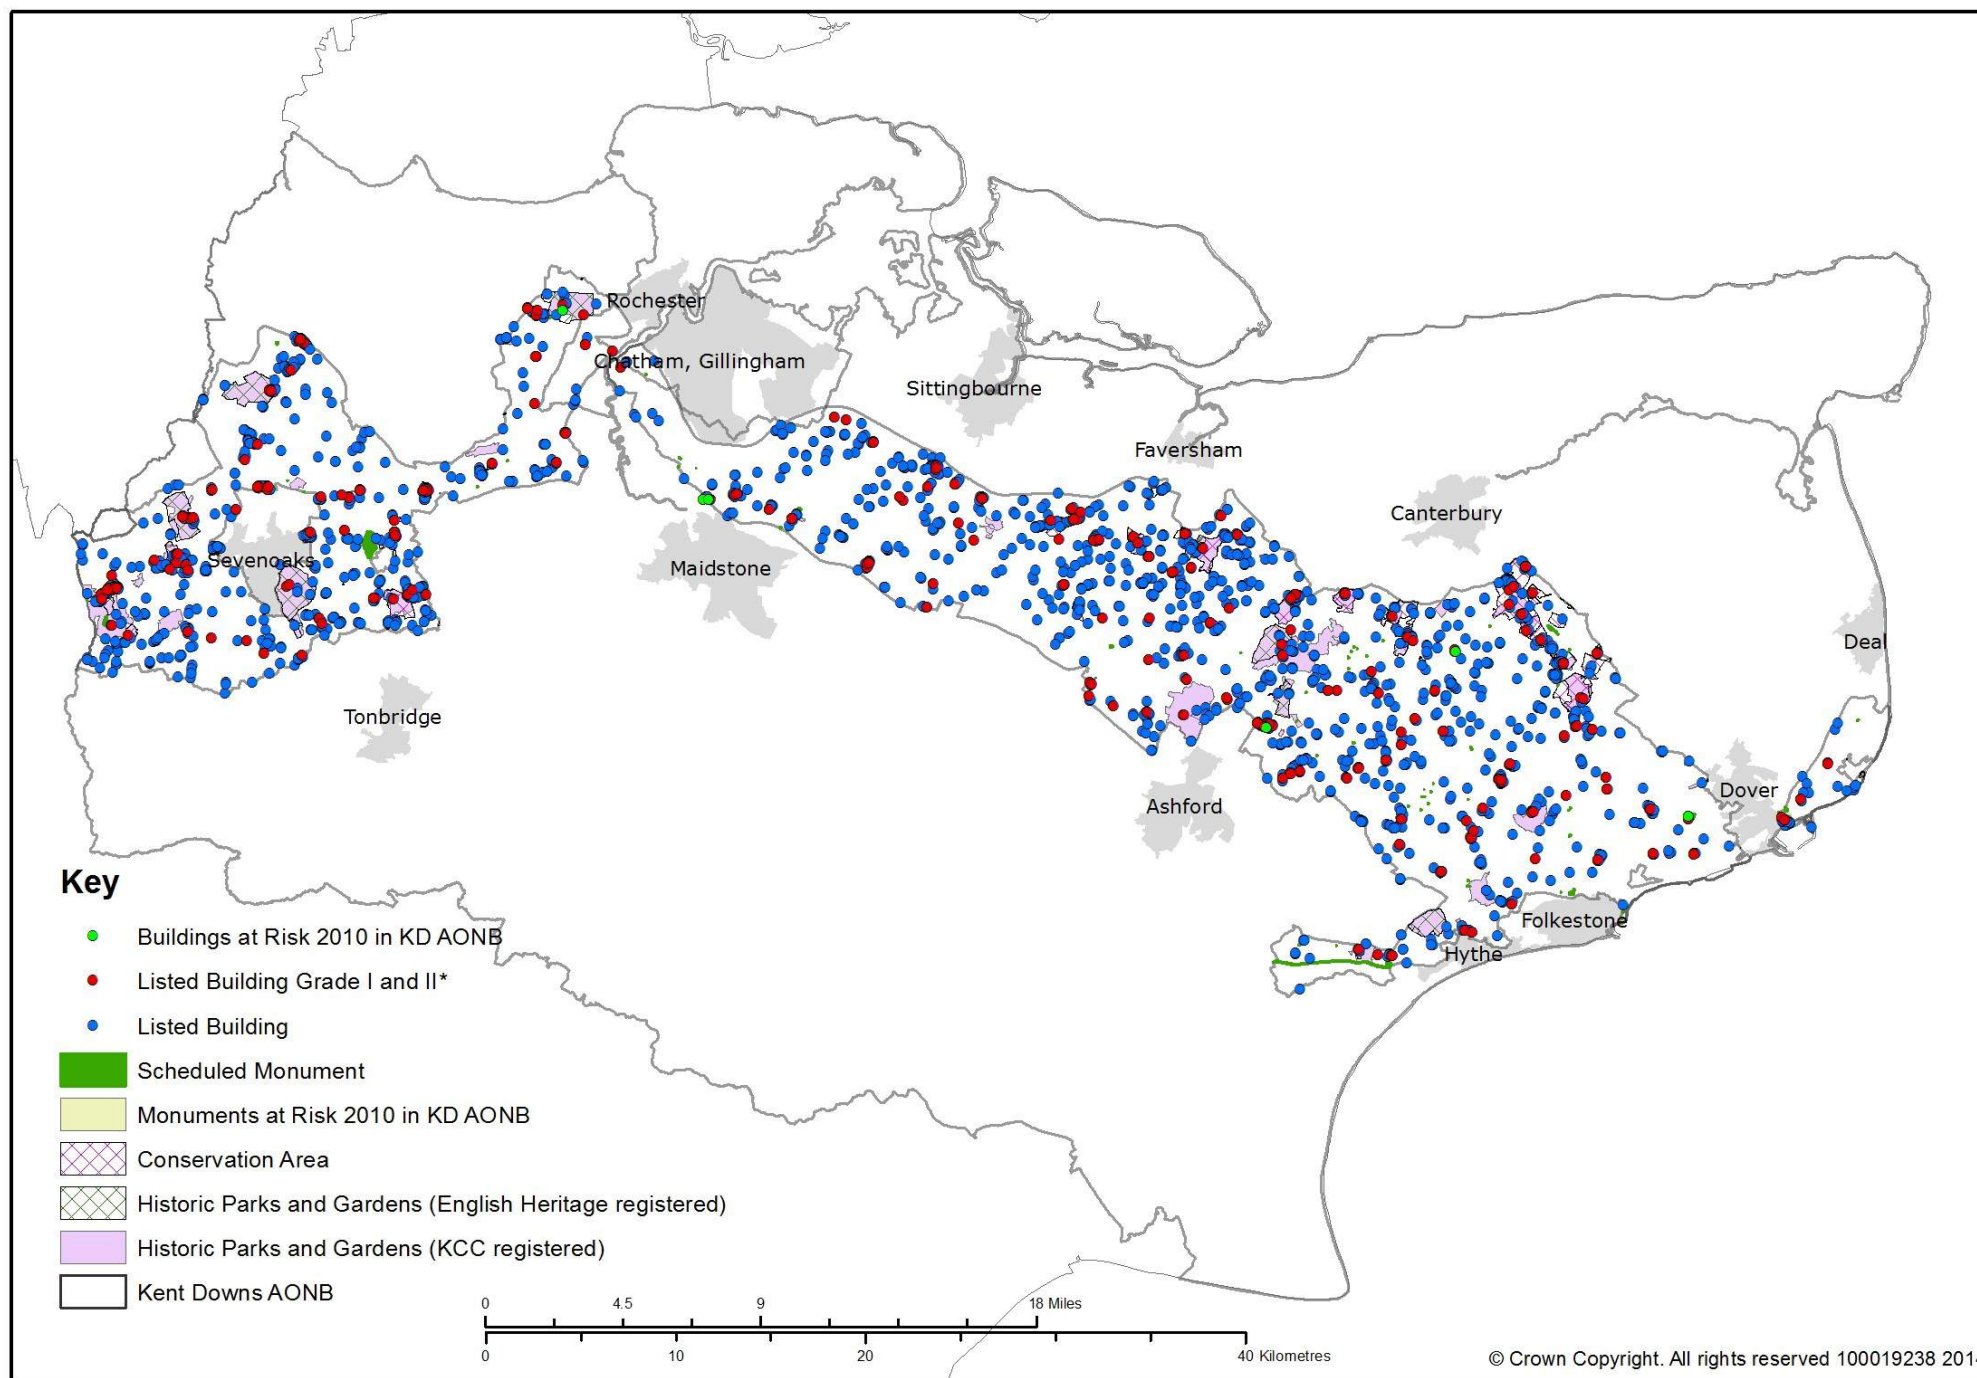 Rochester
Chatham, Gillingham
Sittingbourne
Faversham
Canterbury
Sevenoaks
Maidstone
Deal
Tonbridge
Ashford
Dover
Folkestone
Hythe
Key
Buildings at Risk 2010 in KD AONB
Listed Building Grade I and II*
Listed Building
Scheduled Monument
Monuments at Risk 2010 in KD AONB
Conservation Area
Historic Parks and Gardens (English Heritage registered)
Historic Parks and Gardens (KCC registered)
Kent Downs AONB
0 4.5 9 18 Miles
0 10 20 40 Kilometres
© Crown Copyright. All rights reserved 100019238